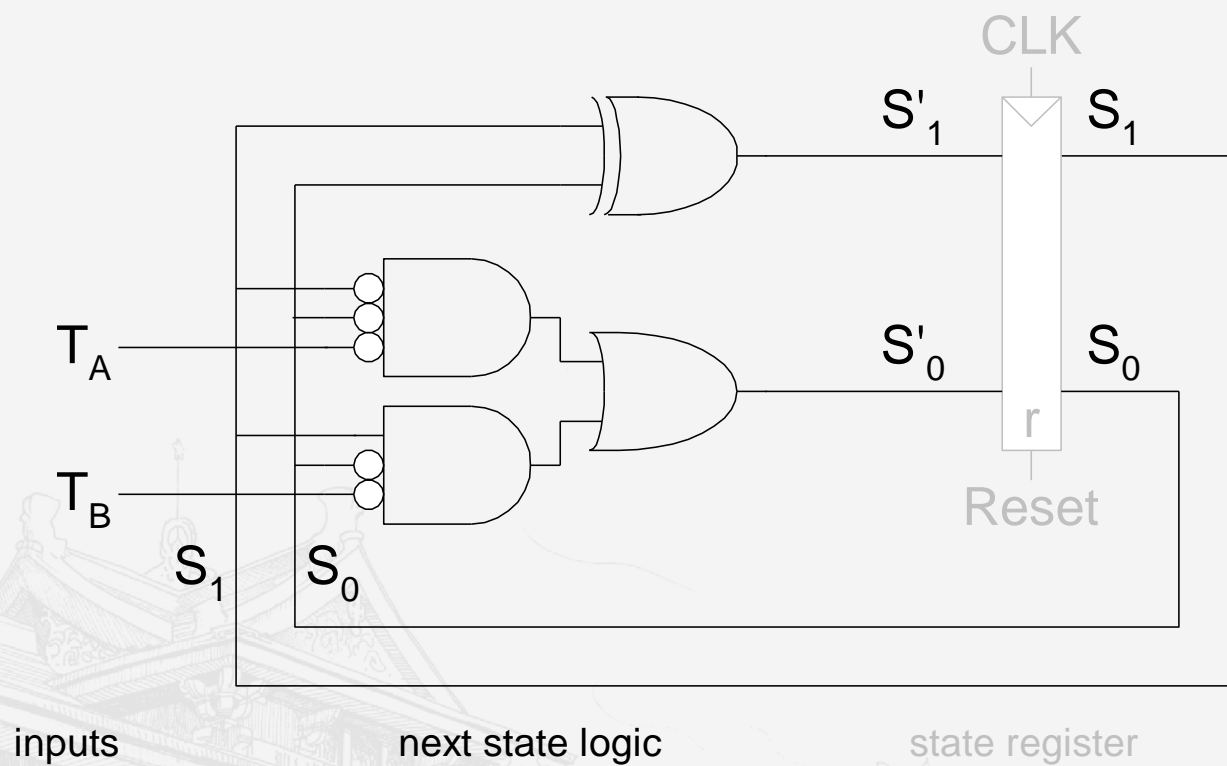 CLK
S'1
S1
TA
S'0
S0
r
TB
Reset
S1
S0
inputs
next state logic
state register